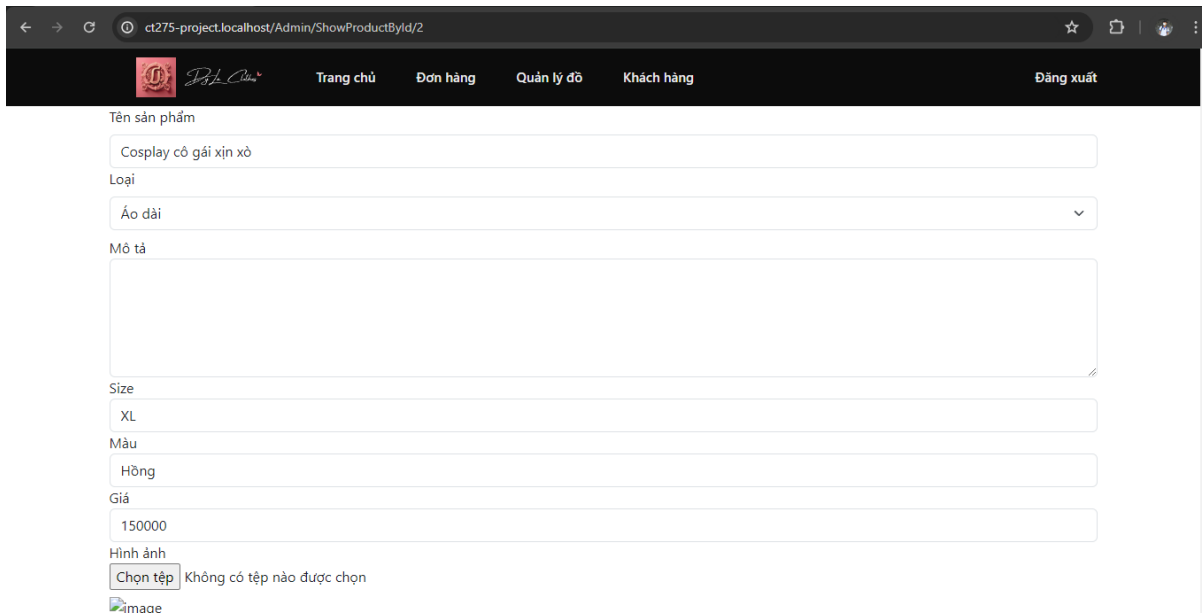 ct275-project.localhost/Admin/ShowProductById/2
DgLa_Clothes Trang chủ Đơn hàng Quản lý đồ Khách hàng Đăng xuất
Tên sản phẩm
Cosplay cô gái xịn xò
Loại
Áo dài
Mô tả
Size
XL
Màu
Hồng
Giá
150000
Hình ảnh
Chọn tệp Không có tệp nào được chọn
image